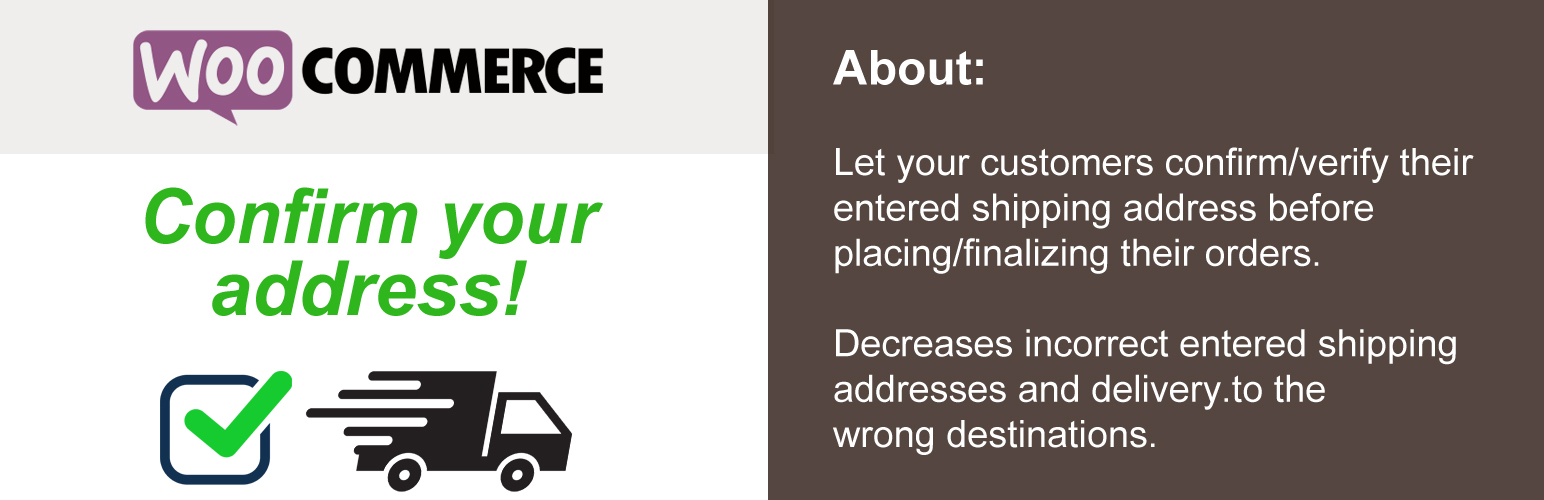 WOO COMMERCE
Confirm your
address!
About:
Let your customers confirm/verify their
entered shipping address before
placing/finalizing their orders.
Decreases incorrect entered shipping
addresses and delivery.to the
wrong destinations.